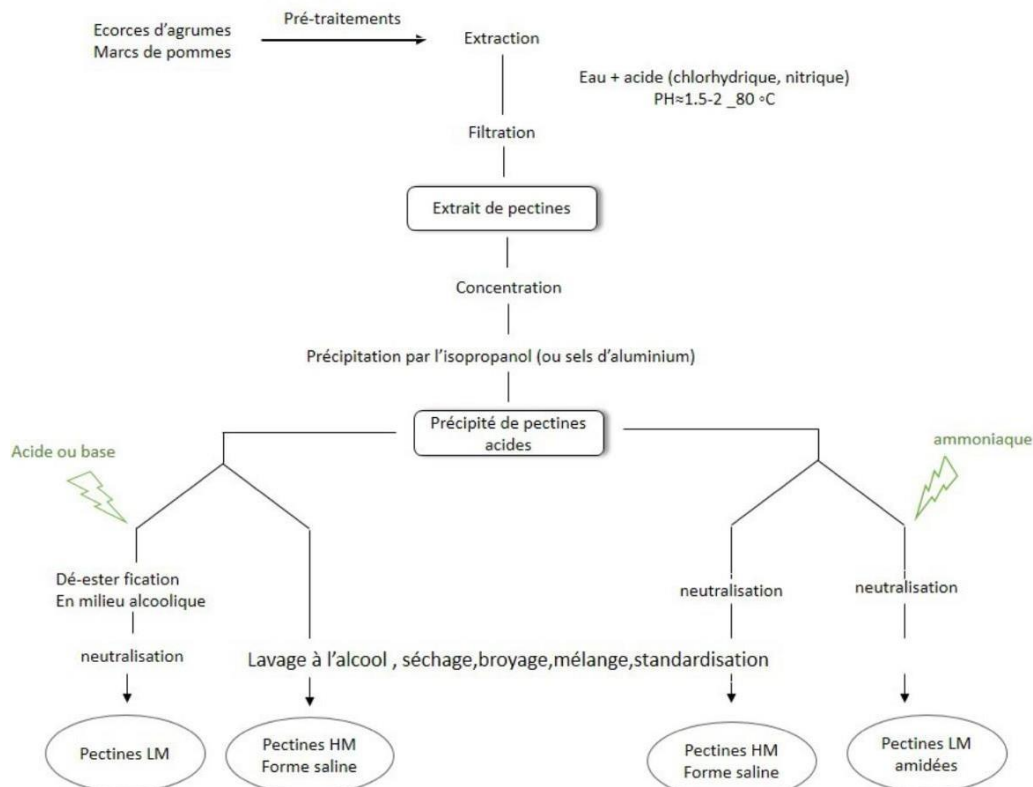 Pré-traitements
Ecorces d'agrumes
Marcs de pommes
Extraction
Eau + acide (chlorhydrique, nitrique)
PH≈1.5-2 _80 °C
Filtration
Extrait de pectines
Concentration
Précipitation par l'isopropanol (ou sels d'aluminium)
Précipité de pectines
acides
Acide ou base
ammoniaque
Dé-ester fication
En milieu alcoolique
neutralisation
neutralisation
neutralisation
Lavage à l'alcool , séchage,broyage,mélange,standardisation
Pectines LM
Pectines HM
Forme saline
Pectines HM
Forme saline
Pectines LM
amidées